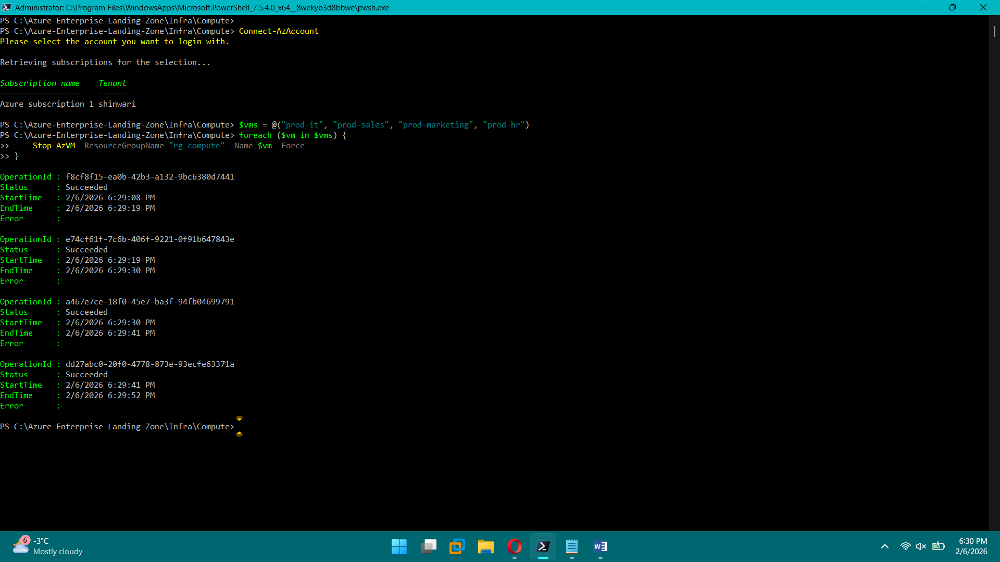 Administrator: C:\Program Files\WindowsApps\Microsoft.PowerShell_7.5.4.0_x64__8wekyb3d8bbwe\pwsh.exe
PS C:\Azure-Enterprise-Landing-Zone\Infra\Compute>
PS C:\Azure-Enterprise-Landing-Zone\Infra\Compute> Connect-AzAccount
Please select the account you want to login with.
Retrieving subscriptions for the selection...
Subscription name    Tenant
-----------------    ------
Azure subscription 1 shinwari
PS C:\Azure-Enterprise-Landing-Zone\Infra\Compute> $vms = @("prod-it", "prod-sales", "prod-marketing", "prod-hr")
PS C:\Azure-Enterprise-Landing-Zone\Infra\Compute> foreach ($vm in $vms) {
>>     Stop-AzVM -ResourceGroupName "rg-compute" -Name $vm -Force
>> }
OperationId : f8cf8f15-ea0b-42b3-a132-9bc6380d7441
Status      : Succeeded
StartTime   : 2/6/2026 6:29:08 PM
EndTime     : 2/6/2026 6:29:19 PM
Error       :
OperationId : e74cf61f-7c6b-406f-9221-0f91b647843e
Status      : Succeeded
StartTime   : 2/6/2026 6:29:19 PM
EndTime     : 2/6/2026 6:29:30 PM
Error       :
OperationId : a467e7ce-18f0-45e7-ba3f-94fb04699791
Status      : Succeeded
StartTime   : 2/6/2026 6:29:30 PM
EndTime     : 2/6/2026 6:29:41 PM
Error       :
OperationId : dd27abc0-20f0-4778-873e-93ecfe63371a
Status      : Succeeded
StartTime   : 2/6/2026 6:29:41 PM
EndTime     : 2/6/2026 6:29:52 PM
Error       :
PS C:\Azure-Enterprise-Landing-Zone\Infra\Compute>
6
-3°C
Mostly cloudy
W
6:30 PM
2/6/2026